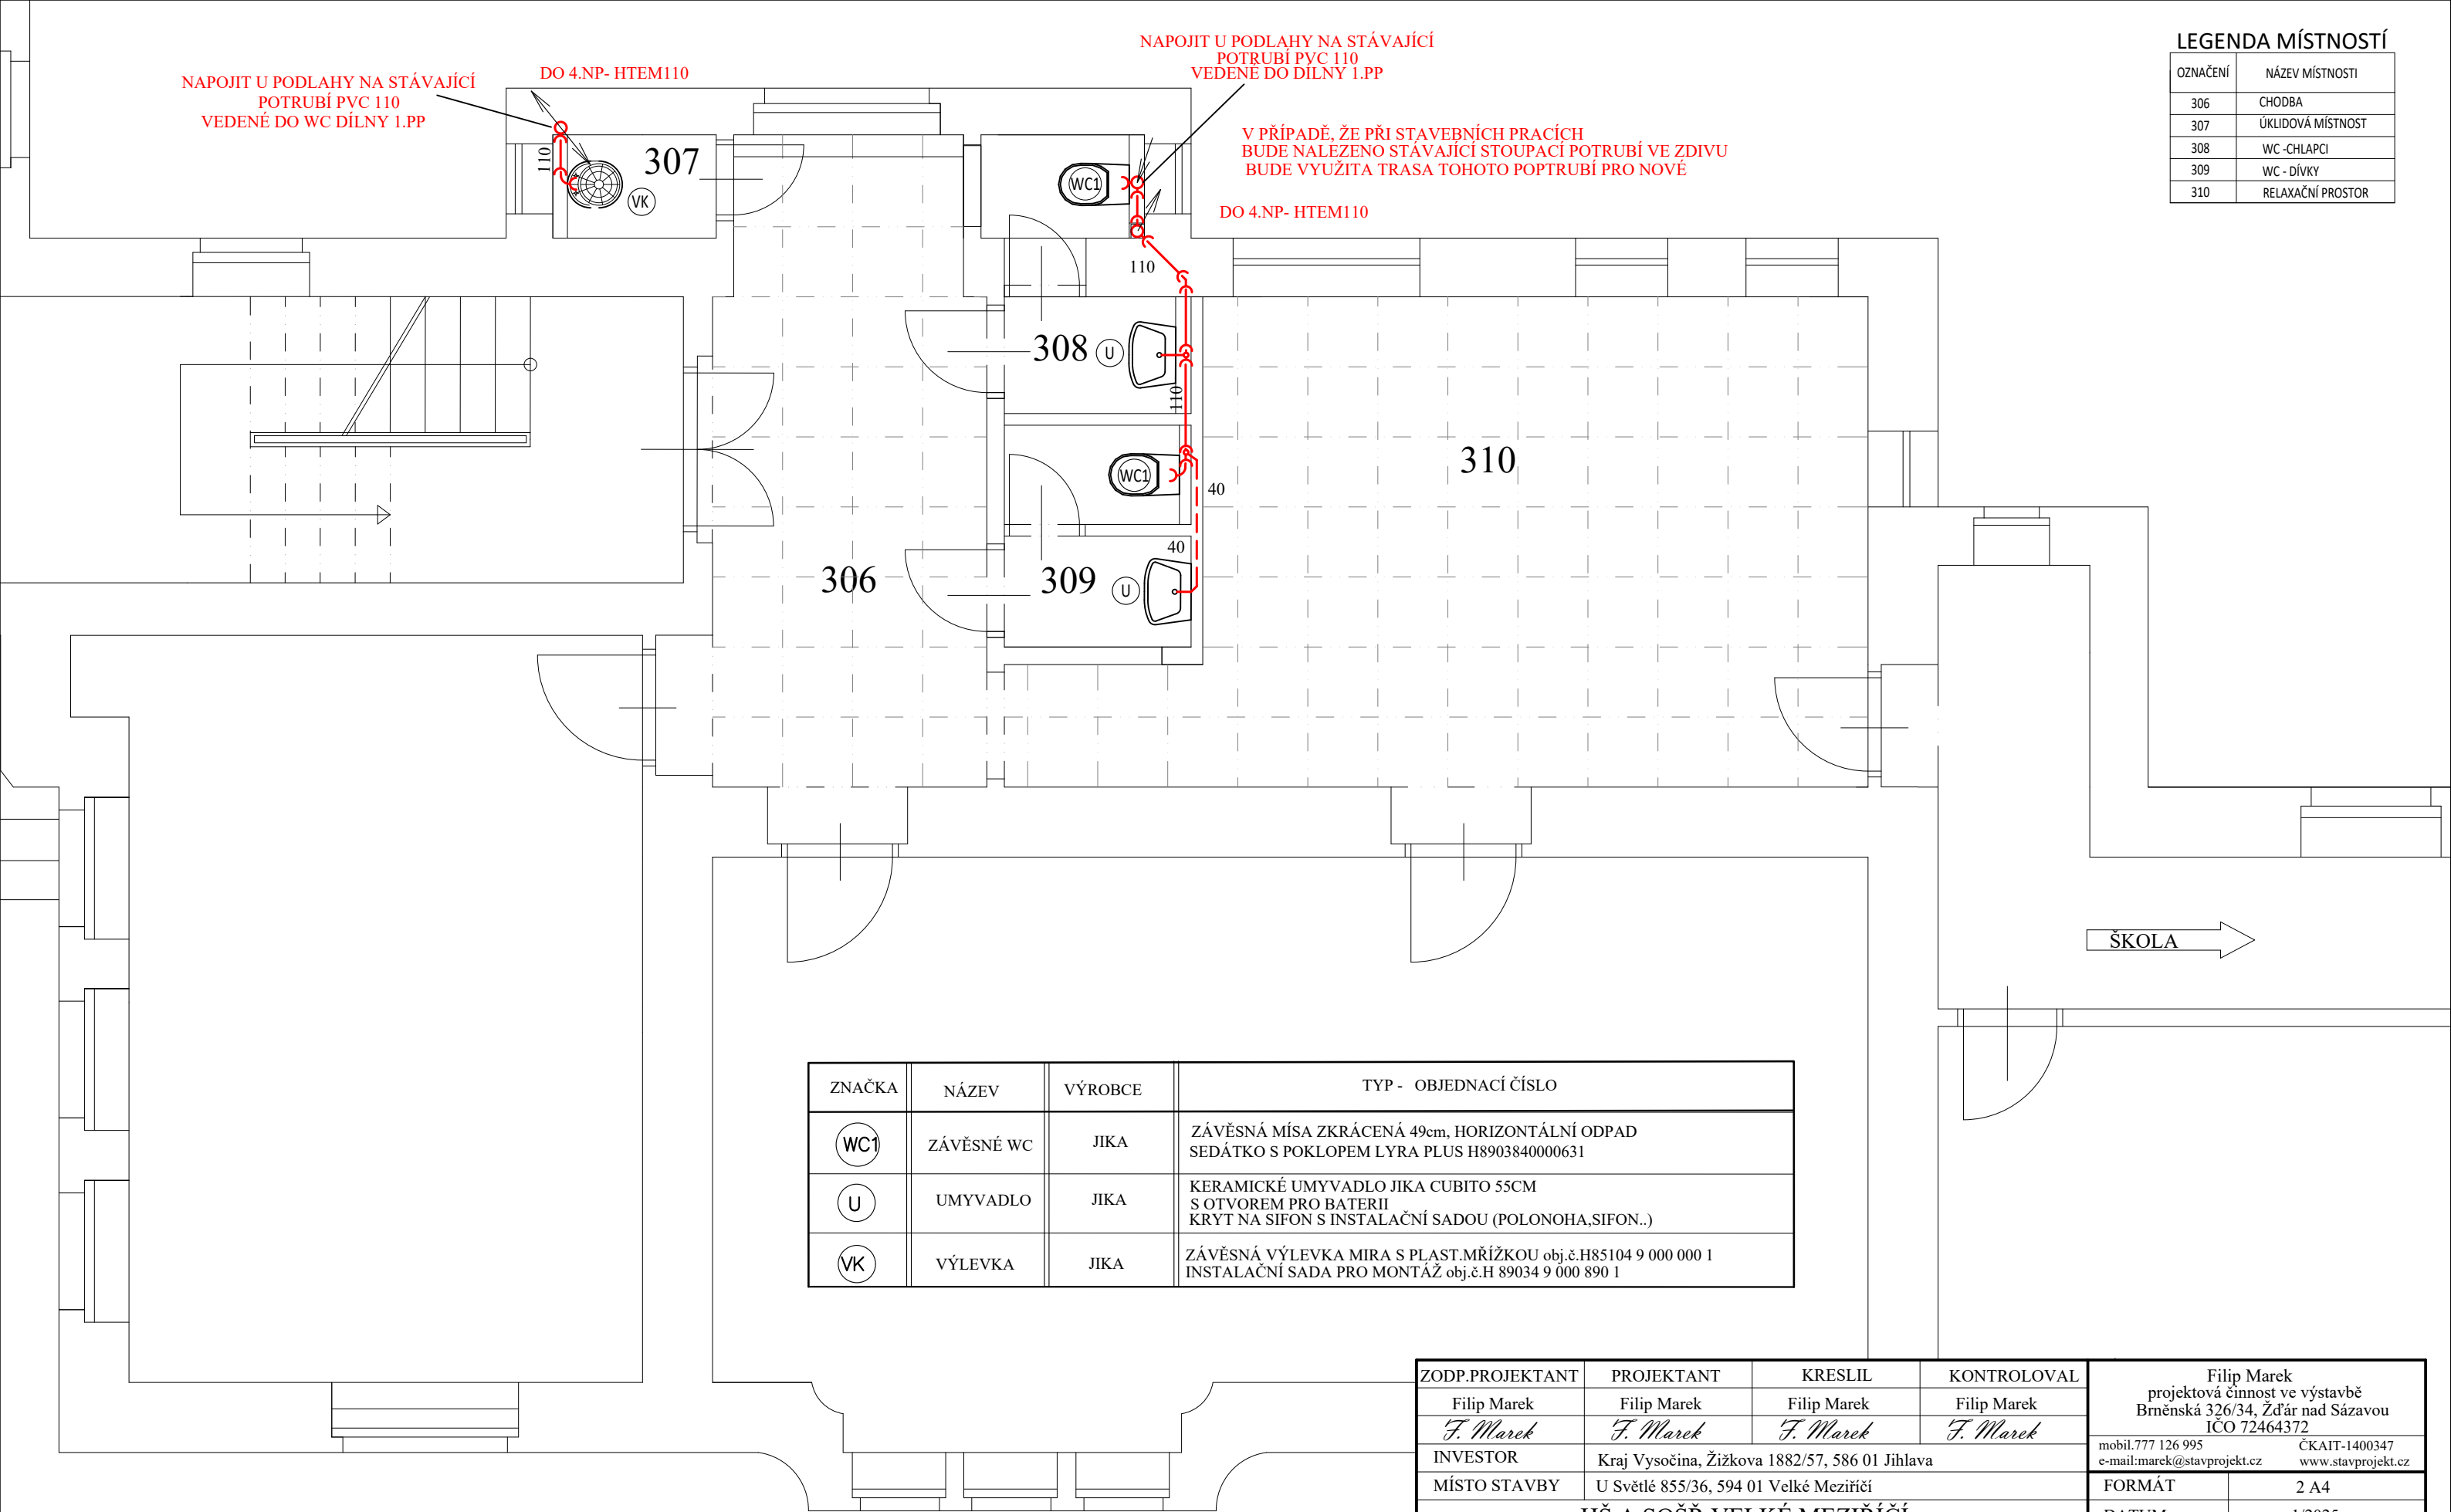 NAPOJIT U PODLAHY NA STÁVAJÍCÍ
POTRUBÍ PVC 110
VEDENÉ DO WC DÍLNY 1.PP
DO 4.NP- HTEM110
NAPOJIT U PODLAHY NA STÁVAJÍCÍ
POTRUBÍ PVC 110
VEDENÉ DO DÍLNY 1.PP
V PŘÍPADĚ, ŽE PŘI STAVEBNÍCH PRACÍCH
BUDE NALEZENO STÁVAJÍCÍ STOUPACÍ POTRUBÍ VE ZDIVU
BUDE VYUŽITA TRASA TOHOTO POPTRUBÍ PRO NOVÉ
DO 4.NP- HTEM110
LEGENDA MÍSTNOSTÍ
OZNAČENÍ NÁZEV MÍSTNOSTI
306 CHODBA
307 ÚKLIDOVÁ MÍSTNOST
308 WC -CHLAPCI
309 WC - DÍVKY
310 RELAXAČNÍ PROSTOR
110
307
VK
WC1
110
308
U
110
WC1
40
310
40
306
309
U
ŠKOLA
ZNAČKA NÁZEV VÝROBCE TYP - OBJEDNACÍ ČÍSLO
WC1 ZÁVĚSNÉ WC JIKA ZÁVĚSNÁ MÍSA ZKRÁCENÁ 49cm, HORIZONTÁLNÍ ODPAD
SEDÁTKO S POKLOPEM LYRA PLUS H8903840000631
U UMYVADLO JIKA KERAMICKÉ UMYVADLO JIKA CUBITO 55CM
S OTVOREM PRO BATERII
KRYT NA SIFON S INSTALAČNÍ SADOU (POLONOHA,SIFON..)
VK VÝLEVKA JIKA ZÁVĚSNÁ VÝLEVKA MIRA S PLAST.MŘÍŽKOU obj.č.H85104 9 000 000 1
INSTALAČNÍ SADA PRO MONTÁŽ obj.č.H 89034 9 000 890 1
ZODP.PROJEKTANT PROJEKTANT KRESLIL KONTROLOVAL
Filip Marek Filip Marek Filip Marek Filip Marek
F. Marek F. Marek F. Marek F. Marek
INVESTOR Kraj Vysočina, Žižkova 1882/57, 586 01 Jihlava
MÍSTO STAVBY U Světlé 855/36, 594 01 Velké Meziříčí
HŠ A SOŠŘ VELKÉ MEZIŘÍČÍ
Filip Marek
projektová činnost ve výstavbě
Brněnská 326/34, Žďár nad Sázavou
IČO 72464372
mobil.777 126 995 ČKAIT-1400347
e-mail:marek@stavprojekt.cz www.stavprojekt.cz
FORMÁT 2 A4
DATUM 1/2025